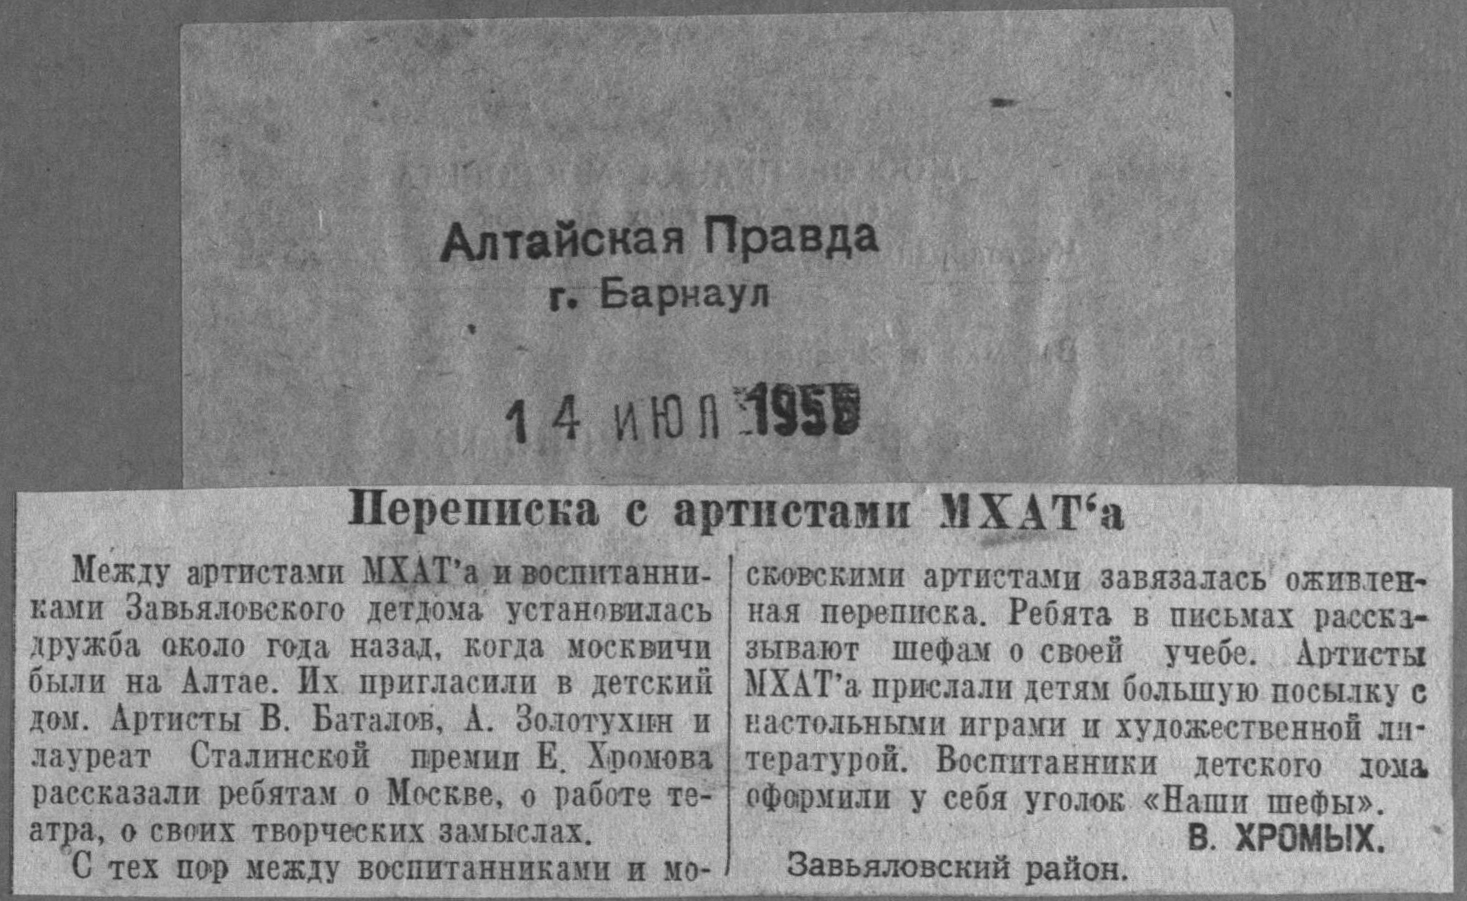 Алтайская Правда
г. Барнаул
14 ИЮЛ
Переписка с артистами МХАТ‘а
Между артистами МХАТ’а и воспитанни-
ками Завьяловского детдома установилась
дружба около года назад, когда москвичи
были на Алтае. Их пригласили в детский
дом. Артисты В. Баталов, А. Золотухин и
лауреат Сталинской премии Е. Хромова
рассказали ребятам о Москве, о работе те-
атра, о своих творческих замыслах.
С тех пор между воспитанниками и мо-
сковскими артистами завязалась оживлен-
ная переписка. Ребята в письмах расска-
зывают шефам о своей учебе. Артисты
МХАТ’а прислали детям большую посылку с
настольными играми и художественной ли-
тературой. Воспитанники детского дома
оформили у себя уголок «Наши шефы».
В. ХРОМЫХ.
Завьяловский район.